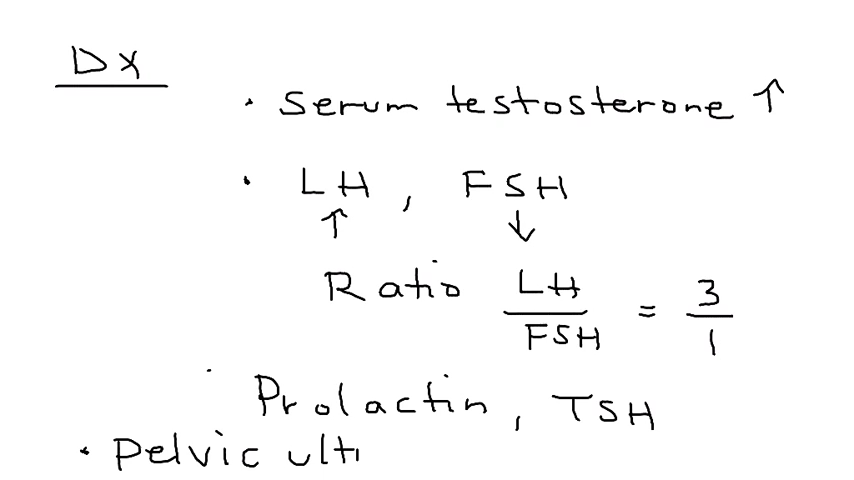 Dx
• Serum testosterone ↑
• LH , FSH
↑ ↓
Ratio LH/FSH = 3/1
Prolactin , TSH
• Pelvic ult